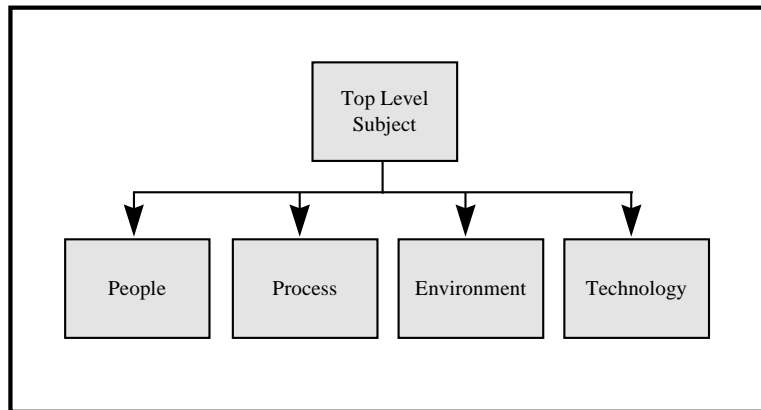 Top Level
Subject
People
Process
Environment
Technology